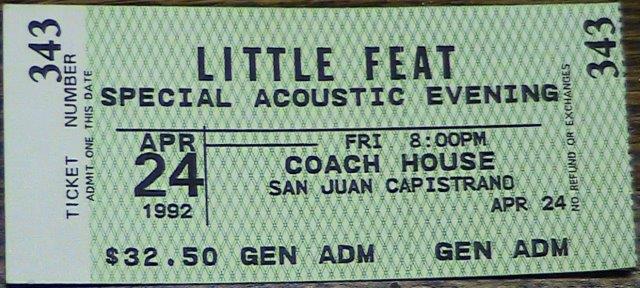 343
TICKET NUMBER
ADMIT ONE THIS DATE
LITTLE FEAT
SPECIAL ACOUSTIC EVENING
APR
24
1992
FRI 8:00PM
COACH HOUSE
SAN JUAN CAPISTRANO
APR 24
$32.50 GEN ADM GEN ADM
NO REFUND OR EXCHANGES
343